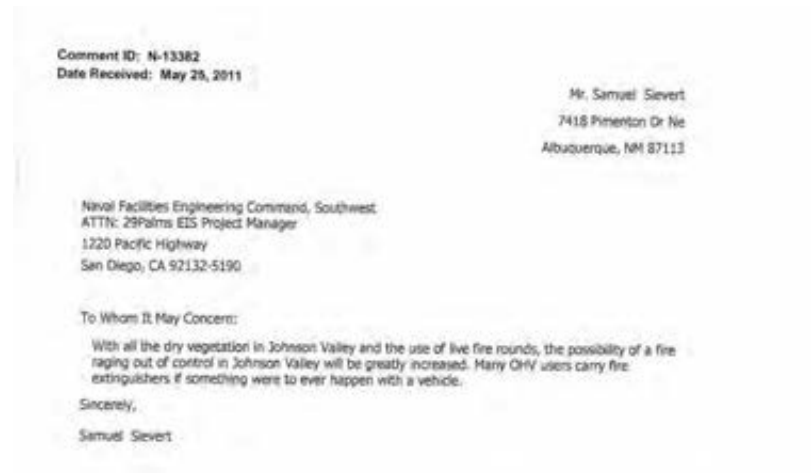 Comment ID: N-13382
Date Received: May 25, 2011
Mr. Samuel Sievert
7418 Pimenton Dr Ne
Albuquerque, NM 87113
Naval Facilities Engineering Command, Southwest
ATTN: 29Palms EIS Project Manager
1220 Pacific Highway
San Diego, CA 92132-5190
To Whom It May Concern:
With all the dry vegetation in Johnson Valley and the use of live fire rounds, the possibility of a fire
raging out of control in Johnson Valley will be greatly increased. Many OHV users carry fire
extinguishers if something were to ever happen with a vehicle.
Sincerely,
Samuel Sievert